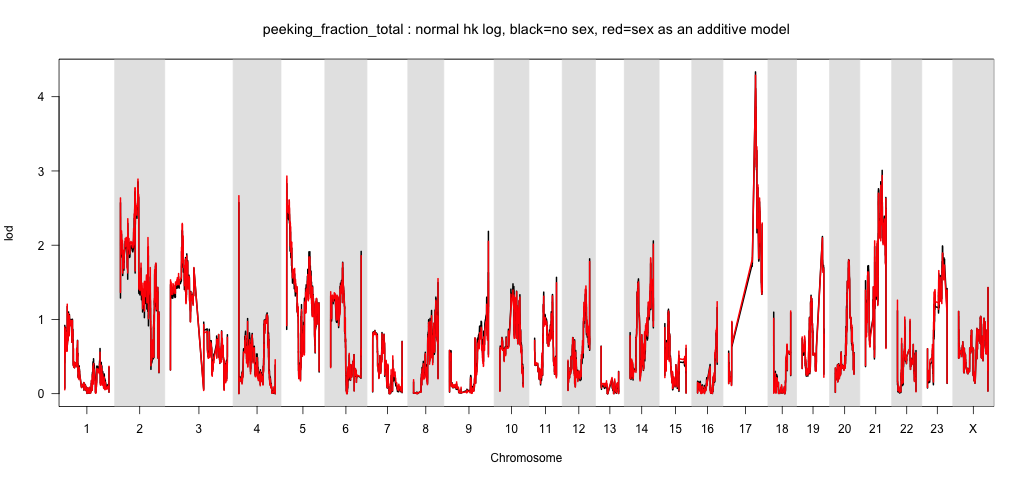 peeking_fraction_total : normal hk log, black=no sex, red=sex as an additive model
4
3
2
1
0
lod
1 2 3 4 5 6 7 8 9 10 11 12 13 14 15 16 17 18 19 20 21 22 23 X
Chromosome